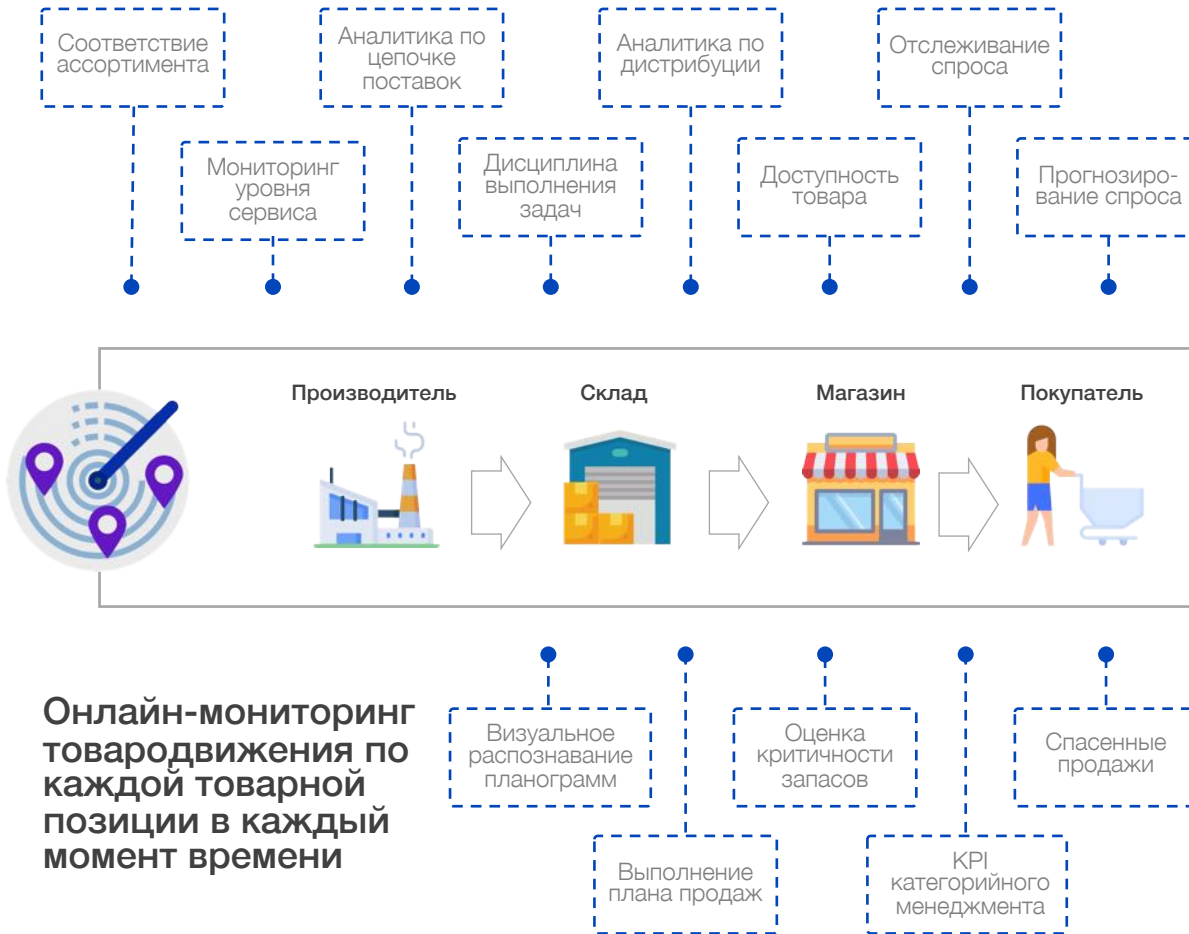 Соответствие
ассортимента
Аналитика по
цепочке
поставок
Аналитика по
дистрибуции
Отслеживание
спроса
Мониторинг
уровня
сервиса
Дисциплина
выполнения
задач
Доступность
товара
Прогнозиро-
вание спроса
Производитель
Склад
Магазин
Покупатель
Онлайн-мониторинг
товародвижения по
каждой товарной
позиции в каждый
момент времени
Визуальное
распознавание
планограмм
Оценка
критичности
запасов
Спасенные
продажи
Выполнение
плана продаж
KPI
категорийного
менеджмента